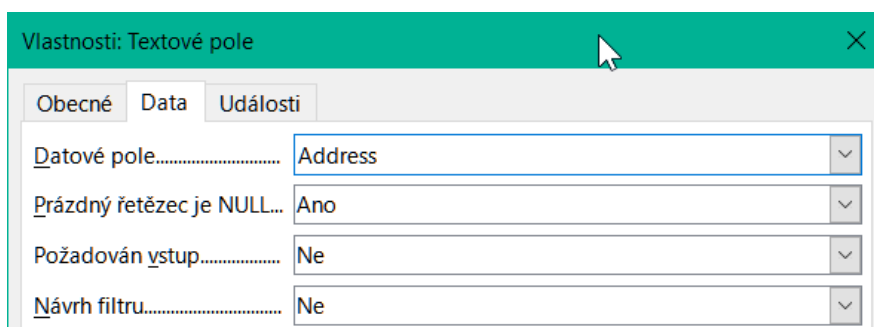 Vlastnosti: Textové pole
Obecné Data Události
Datové pole............................ Address
Prázdný řetězec je NULL... Ano
Požadován vstup.................. Ne
Návrh filtru............................... Ne